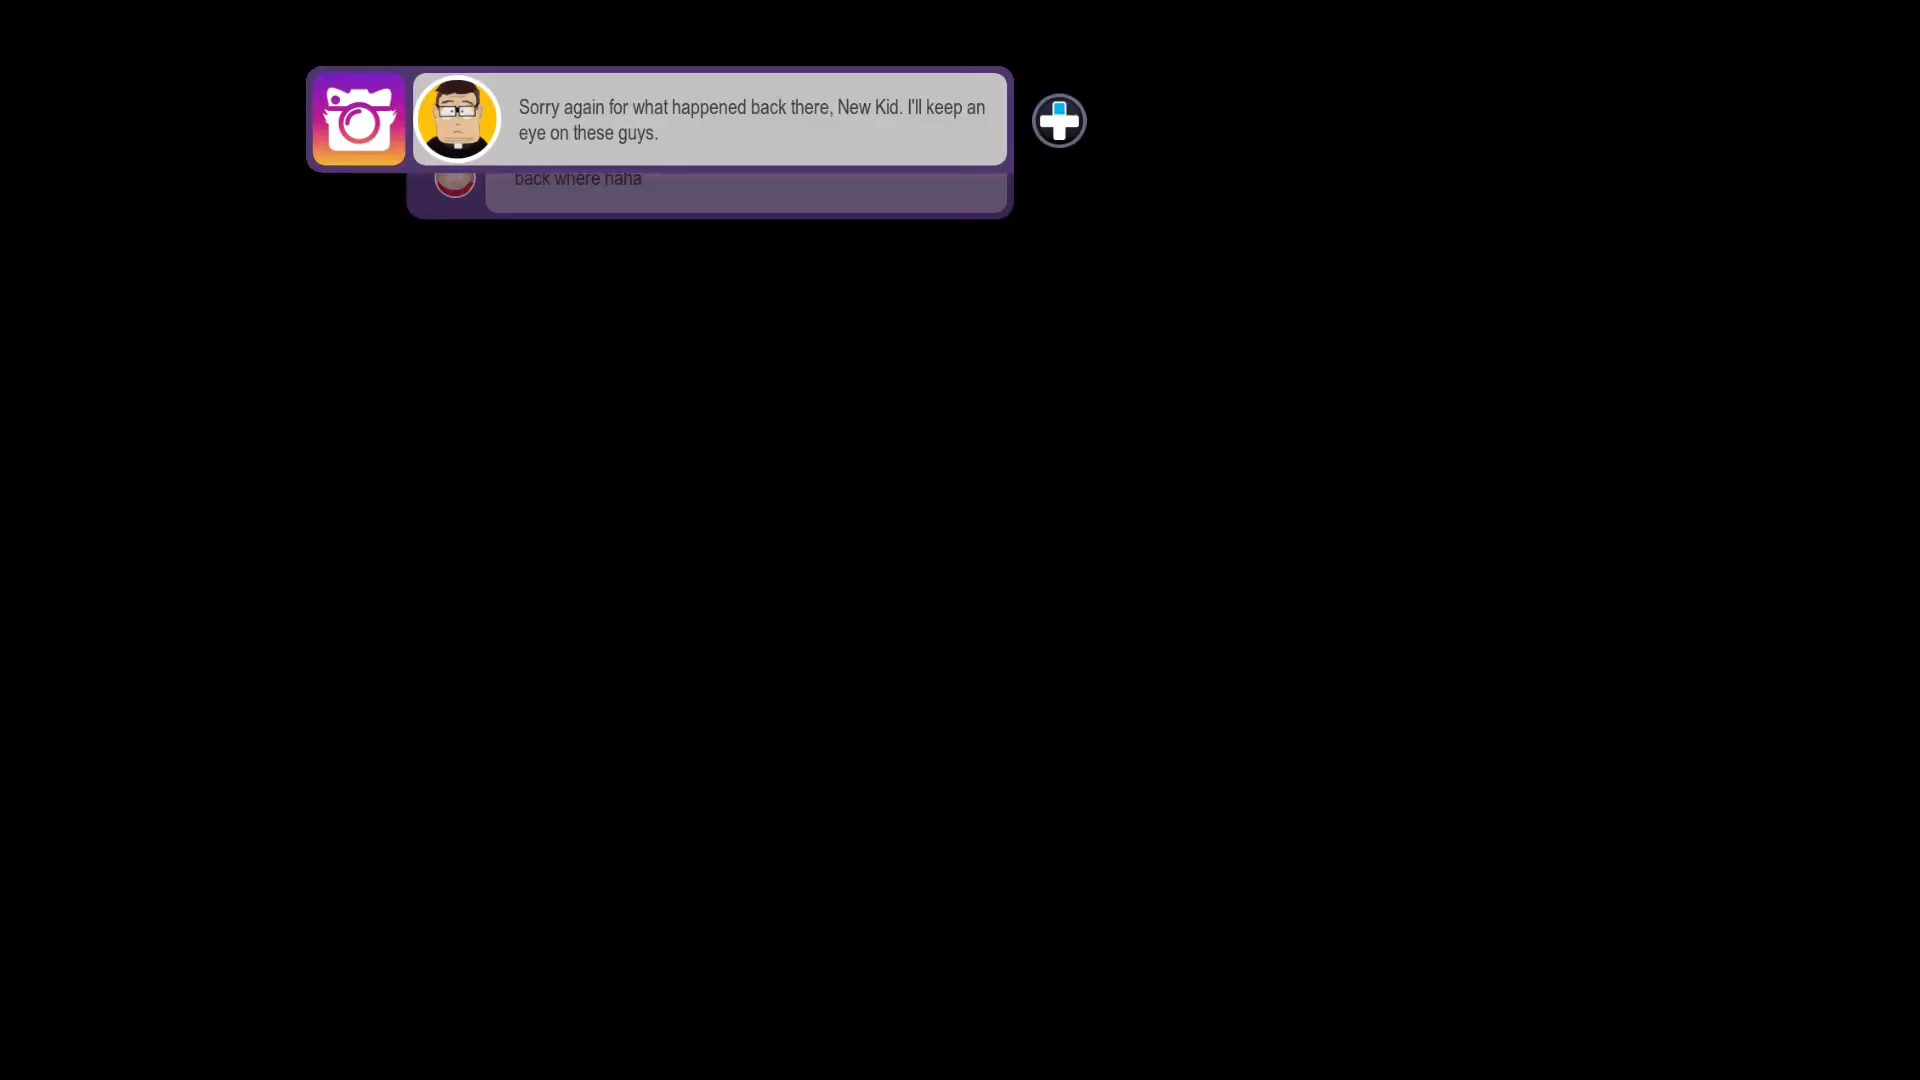 Sorry again for what happened back there, New Kid. I'll keep an
eye on these guys.
back where haha